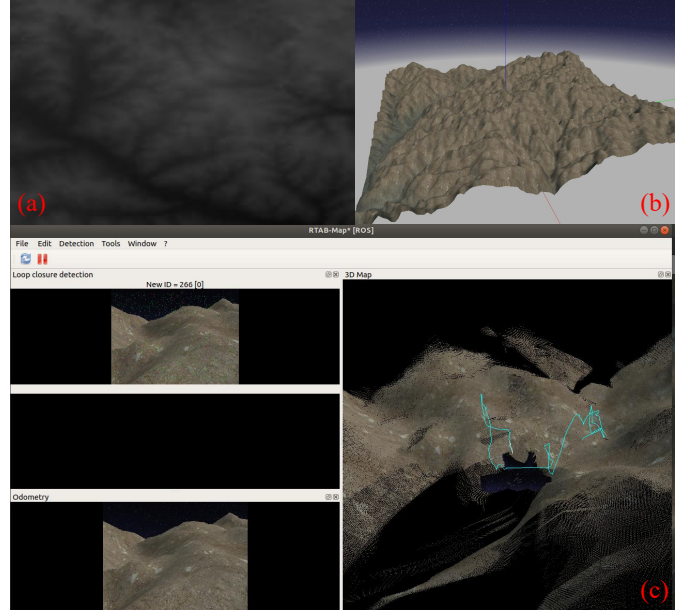 (a)
(b)
RTAB-Map* [ROS]
File Edit Detection Tools Window ?
Loop closure detection
3D Map
New ID = 266 [0]
Odometry
(c)